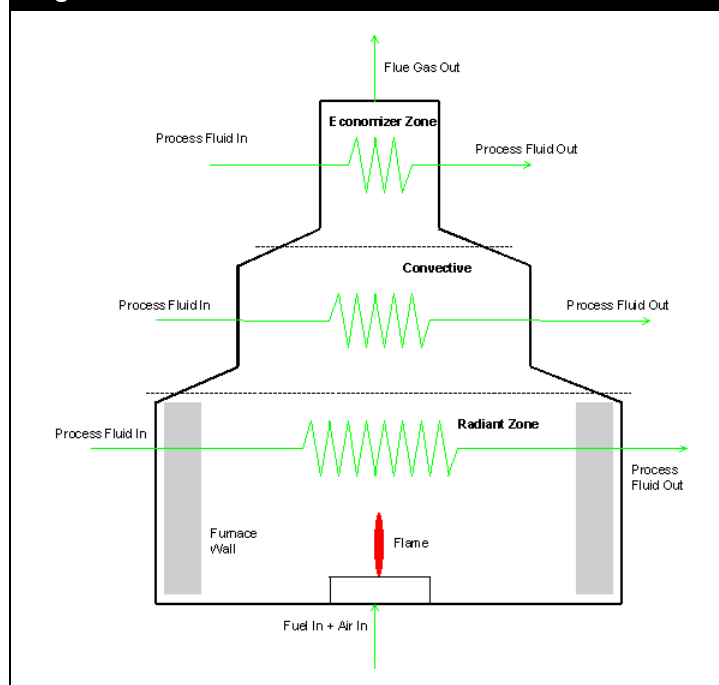 Flue Gas Out
Economizer Zone
Process Fluid In
Process Fluid Out
Convective
Process Fluid In
Process Fluid Out
Radiant Zone
Process Fluid In
Process
Fluid Out
Furnace
Wall
Flame
Fuel In + Air In